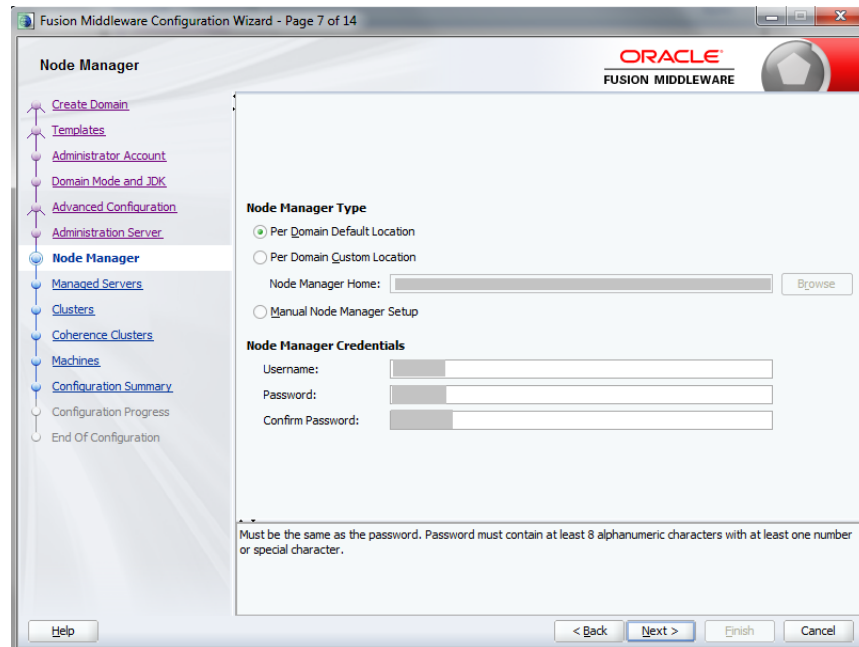 Fusion Middleware Configuration Wizard - Page 7 of 14
Node Manager
ORACLE
FUSION MIDDLEWARE
Create Domain
Templates
Administrator Account
Domain Mode and JDK
Advanced Configuration
Administration Server
Node Manager
Managed Servers
Clusters
Coherence Clusters
Machines
Configuration Summary
Configuration Progress
End Of Configuration
Node Manager Type
Per Domain Default Location
Per Domain Custom Location
Node Manager Home:
Browse
Manual Node Manager Setup
Node Manager Credentials
Username:
Password:
Confirm Password:
Must be the same as the password. Password must contain at least 8 alphanumeric characters with at least one number
or special character.
Help
< Back
Next >
Finish
Cancel